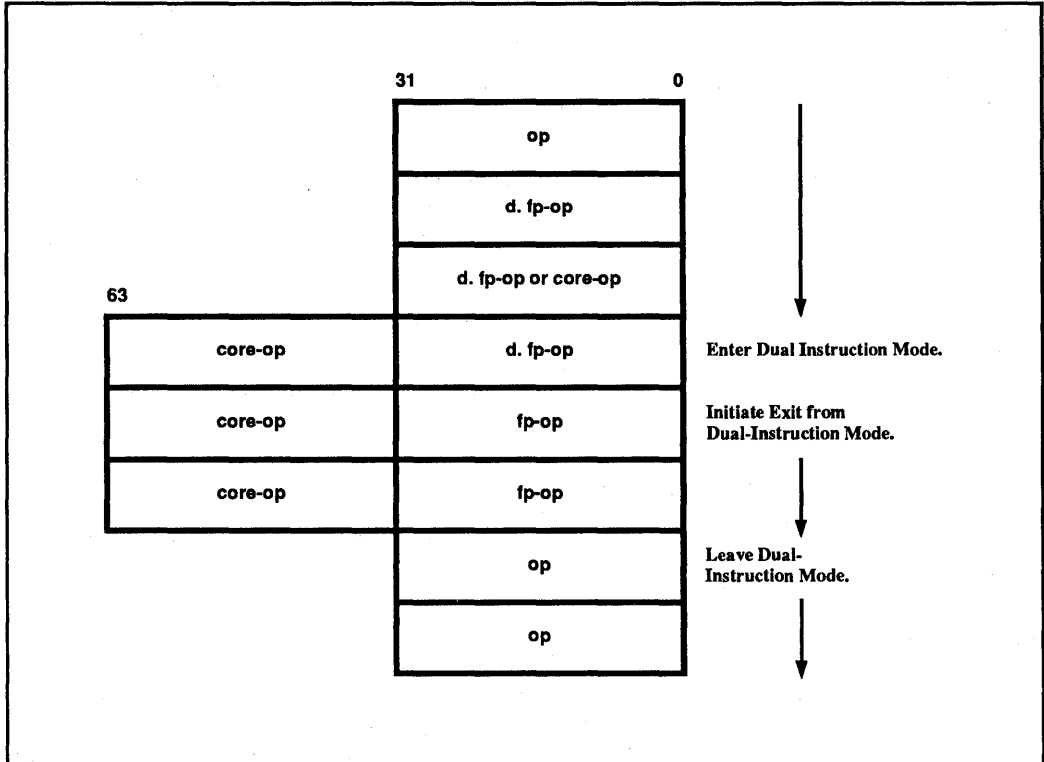 31 0
op
d. fp-op
d. fp-op or core-op
63
core-op d. fp-op Enter Dual Instruction Mode.
core-op fp-op Initiate Exit from
Dual-Instruction Mode.
core-op fp-op
op Leave Dual-
Instruction Mode.
op